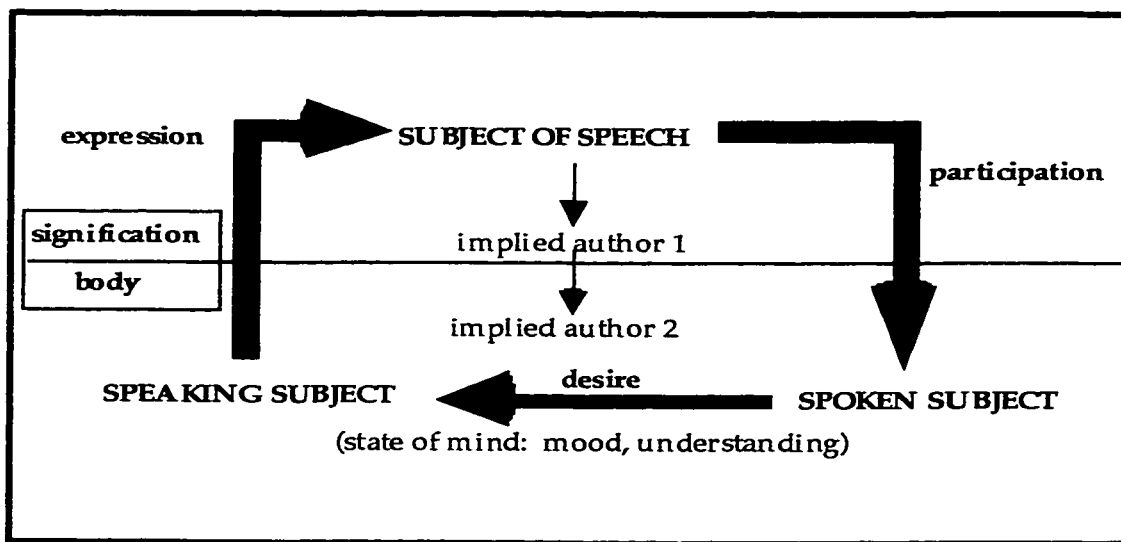 expression
SUBJECT OF SPEECH
participation
signification
implied author 1
body
implied author 2
desire
SPEAKING SUBJECT
SPOKEN SUBJECT
(state of mind: mood, understanding)